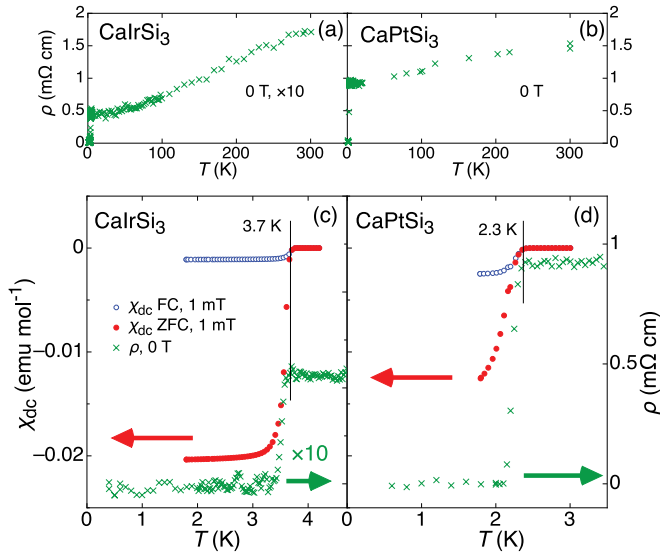 CaIrSi3 (a) CaPtSi3 (b)
2 2
1.5 1.5
1 1
0.5 0.5
0 0
ρ (mΩ cm) ρ (mΩ cm)
0 T, ×10 0 T
0 100 200 300 0 100 200 300
T (K) T (K)
CaIrSi3 (c) CaPtSi3 (d)
3.7 K 2.3 K
0 1
−0.01 0.5
−0.02 0
χdc (emu mol−1) ρ (mΩ cm)
χdc FC, 1 mT
χdc ZFC, 1 mT
ρ, 0 T
×10
0 1 2 3 4 0 1 2 3
T (K) T (K)